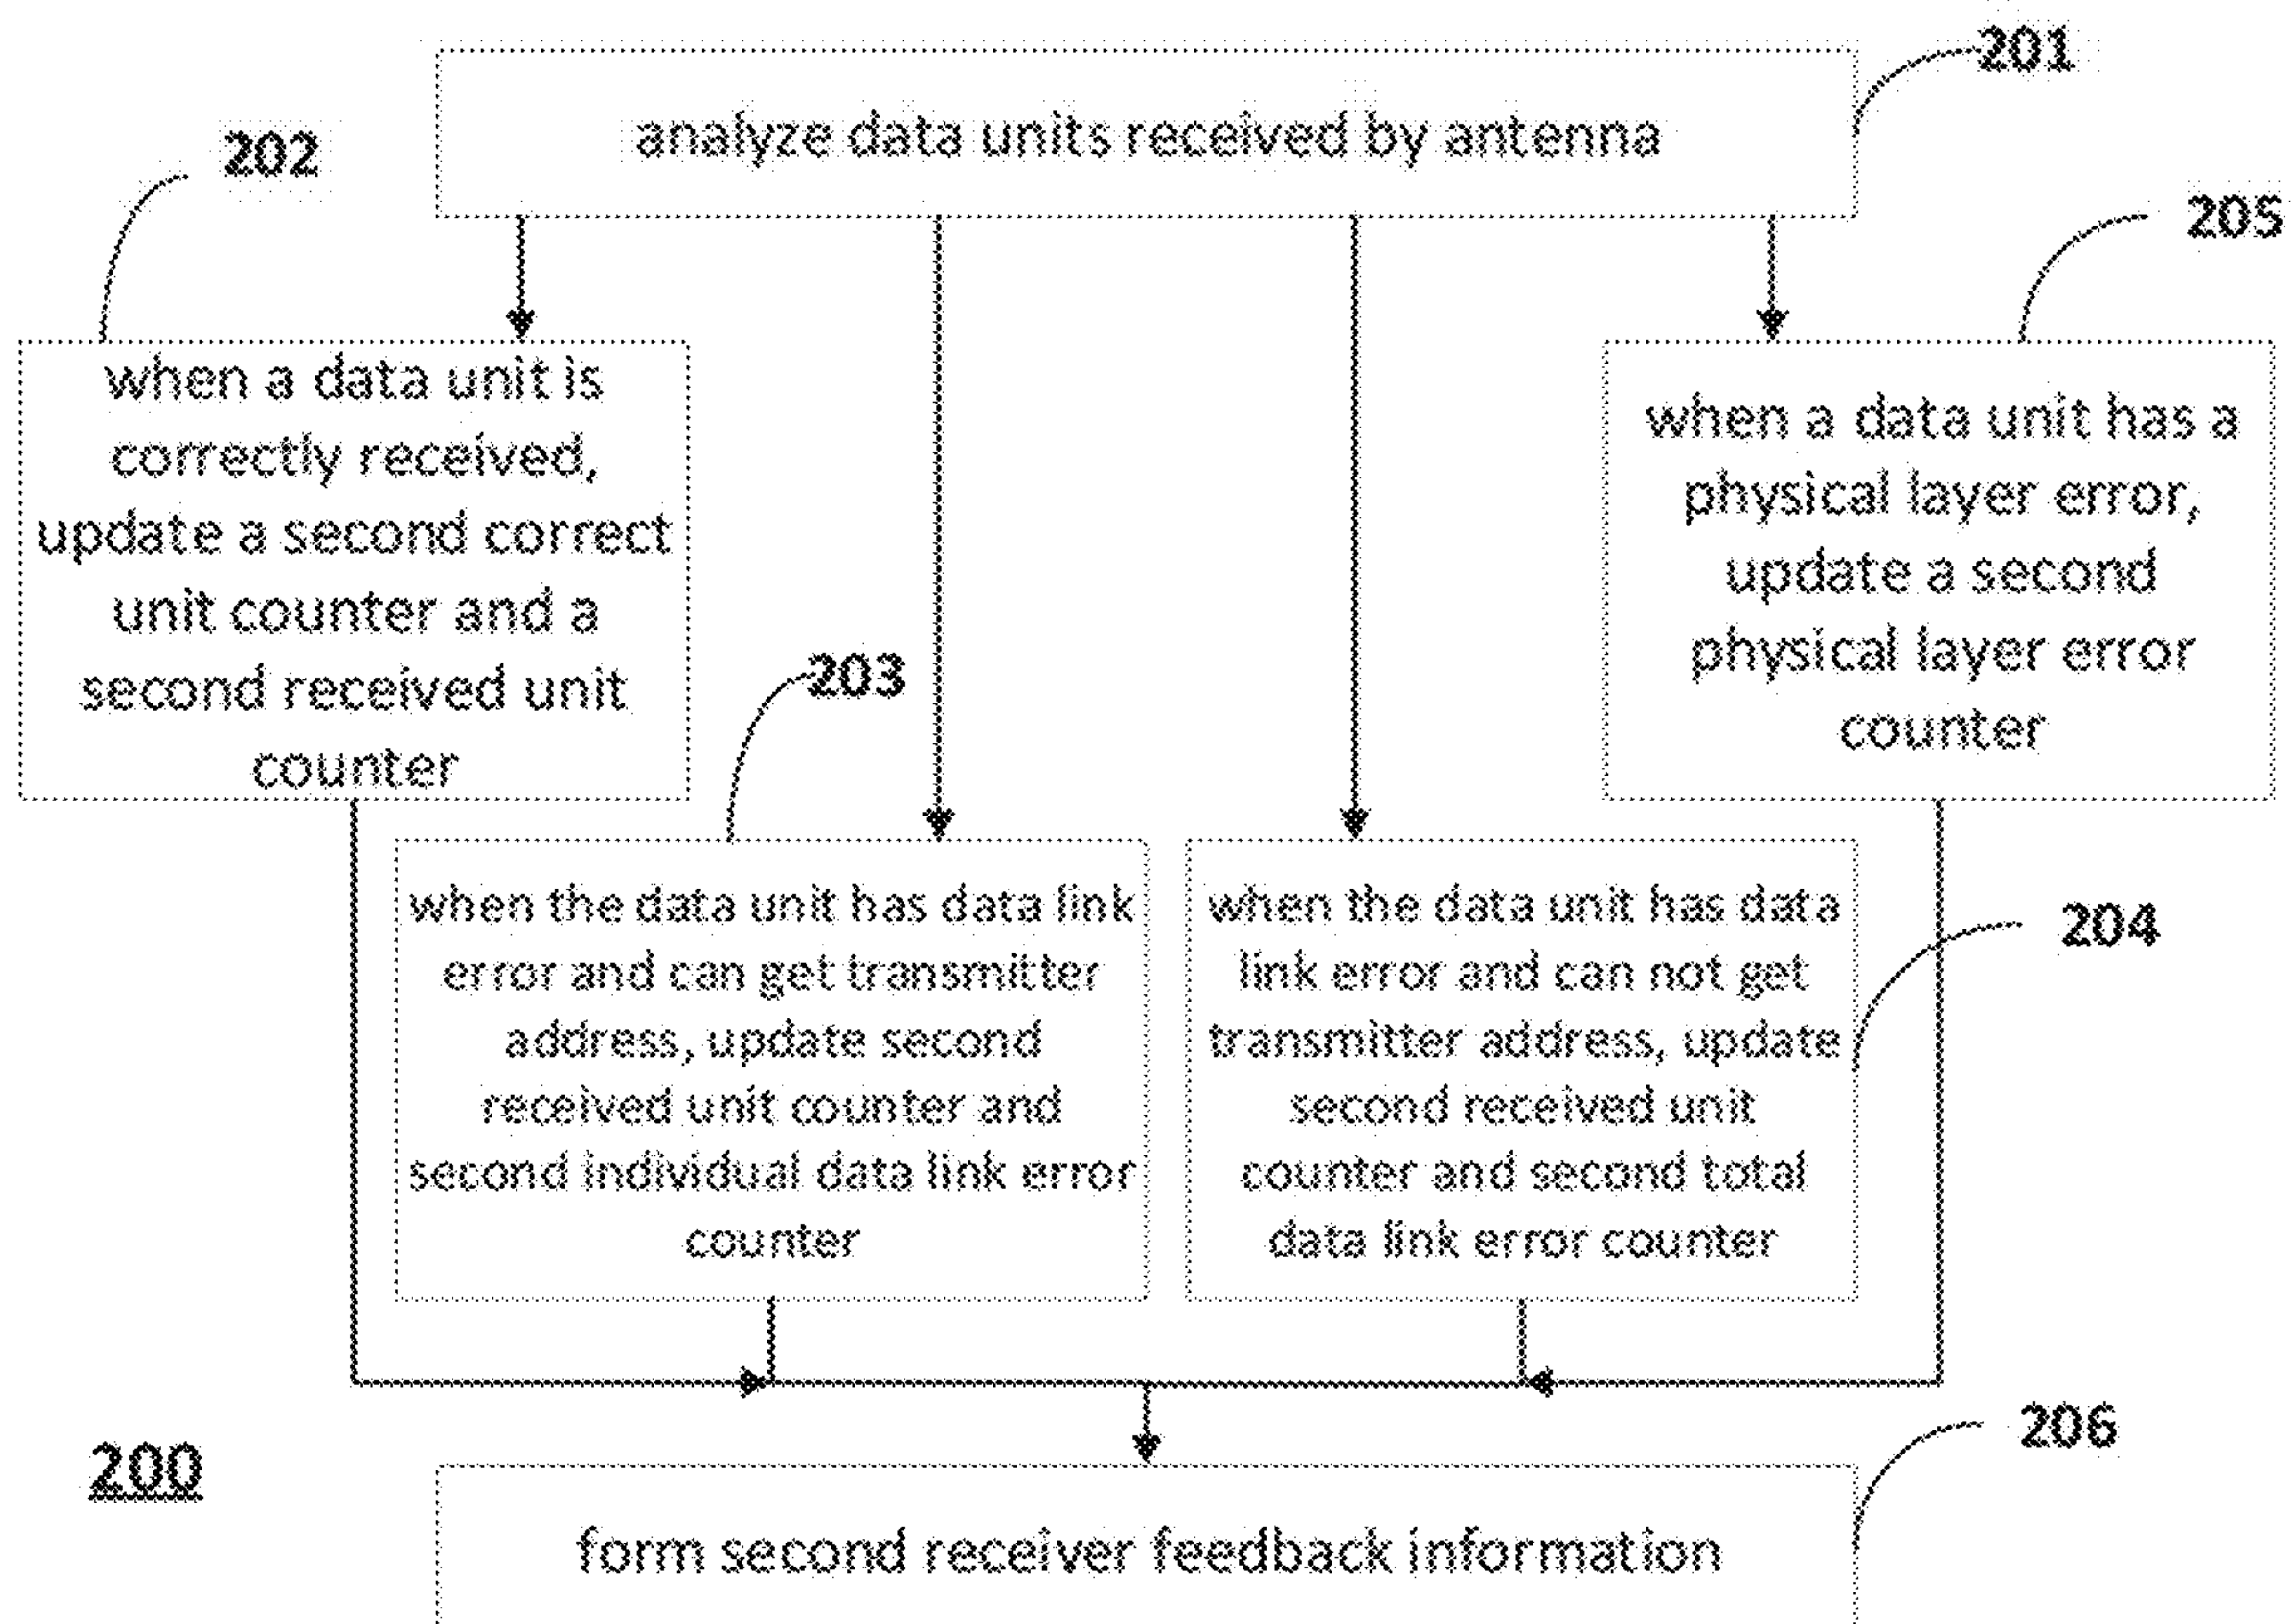 201
analyze data units received by antenna
202
205
when a data unit is
correctly received,
update a second correct
unit counter and a
second received unit
counter
when a data unit has a
physical layer error,
update a second
physical layer error
counter
203
when the data unit has data link
error and can get transmitter
address, update second
received unit counter and
second individual data link error
counter
when the data unit has data
link error and can not get
transmitter address, update
second received unit
counter and second total
data link error counter
204
200
206
form second receiver feedback information